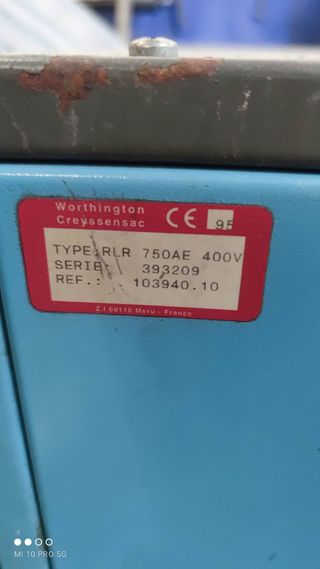 Worthington
Creyssensac CE 95
TYPE:RLR 750AE 400V
SERIE: 393209
REF.: 103940.10
Z.I 60110 Meru - France
MI 10 PRO 5G